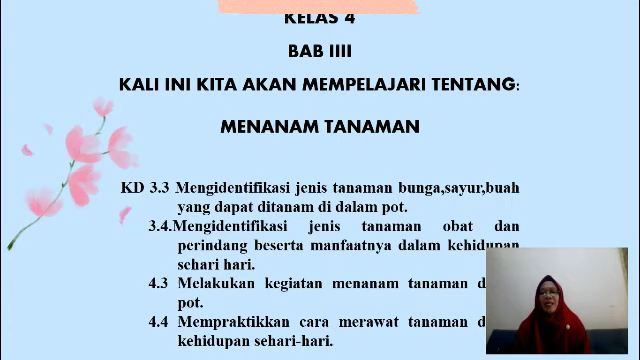 KELAS 4
BAB IIII
KALI INI KITA AKAN MEMPELAJARI TENTANG:
MENANAM TANAMAN
KD 3.3 Mengidentifikasi jenis tanaman bunga,sayur,buah
yang dapat ditanam di dalam pot.
3.4.Mengidentifikasi jenis tanaman obat dan
perindang beserta manfaatnya dalam kehidupan
sehari hari.
4.3 Melakukan kegiatan menanam tanaman
pot.
4.4 Mempraktikkan cara merawat tanaman
kehidupan sehari-hari.